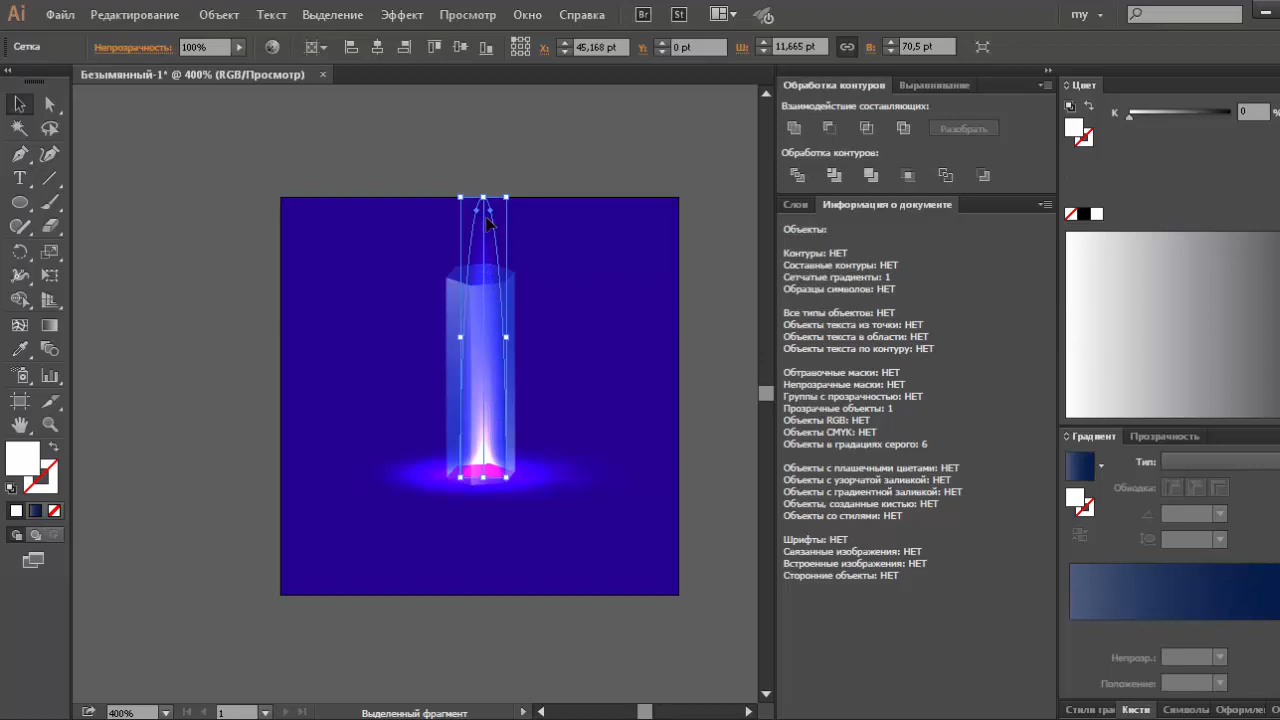 Ai Файл Редактирование Объект Текст Выделение Эффект Просмотр Окно Справка Br St my
Сетка Непрозрачность: 100% X: 45,168 pt Y: 0 pt Ш: 11,665 pt В: 70,5 pt
Безымянный-1* @ 400% (RGB/Просмотр) ×
Обработка контуров Выравнивание
Взаимодействие составляющих:
Разобрать
Обработка контуров:
Слои Информация о документе
Объекты:
Контуры: НЕТ
Составные контуры: НЕТ
Сетчатые градиенты: 1
Образцы символов: НЕТ
Все типы объектов: НЕТ
Объекты текста из точки: НЕТ
Объекты текста в области: НЕТ
Объекты текста по контуру: НЕТ
Обтравочные маски: НЕТ
Непрозрачные маски: НЕТ
Группы с прозрачностью: НЕТ
Прозрачные объекты: 1
Объекты RGB: НЕТ
Объекты CMYK: НЕТ
Объекты в градациях серого: 6
Объекты с плашечными цветами: НЕТ
Объекты с узорчатой заливкой: НЕТ
Объекты с градиентной заливкой: НЕТ
Объекты, созданные кистью: НЕТ
Объекты со стилями: НЕТ
Шрифты: НЕТ
Связанные изображения: НЕТ
Встроенные изображения: НЕТ
Сторонние объекты: НЕТ
Цвет
K 0 %
Градиент Прозрачность
Тип:
Обводка:
Непрозр.:
Положение:
Стили гра Кисти Символы Оформле
400% 1 Выделенный фрагмент